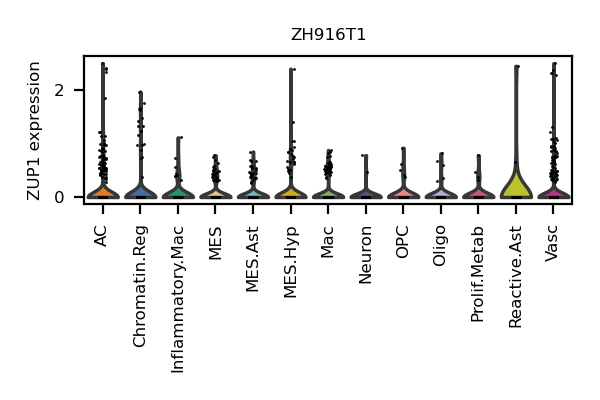 ZH916T1
ZUP1 expression
2
0
AC
Chromatin.Reg
Inflammatory.Mac
MES
MES.Ast
MES.Hyp
Mac
Neuron
OPC
Oligo
Prolif.Metab
Reactive.Ast
Vasc